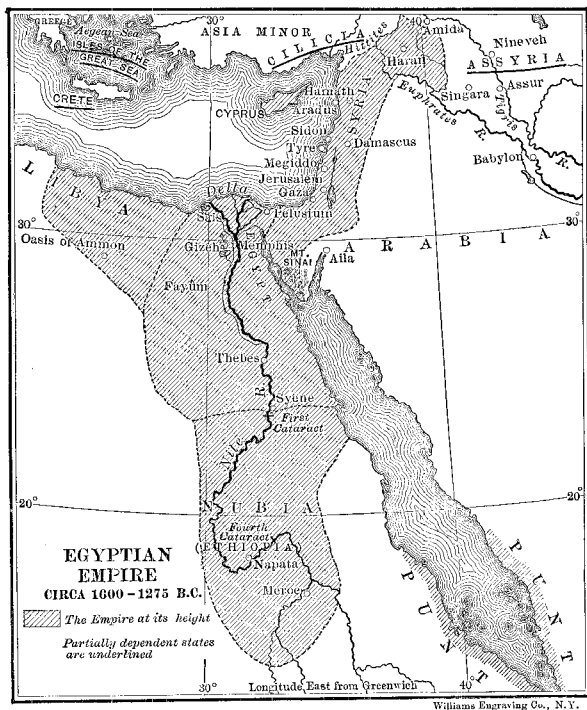 30°
40°
GREECE
Aegean Sea
ISLES OF THE
GREAT SEA
CRETE
ASIA MINOR
CILICIA
Hittites
Amida
Haran
Nineveh
ASSYRIA
Assur
Singara
Tigris
R.
Euphrates R.
Babylon
CYPRUS
Hamath
Aradus
SYRIA
Sidon
Tyre
Damascus
Megiddo
Jerusalem
Gaza
LIBYA
Delta
Sais
Pelusium
30°
30°
Oasis of Ammon
Gizeh
Memphis
EGYPT
MT.
SINAI
Aila
ARABIA
Fayum
Thebes
Nile R.
Syene
First
Cataract
20°
20°
NUBIA
Fourth
Cataract
(ETHIOPIA)
Napata
Meroe
PUNT
PUNT
EGYPTIAN
EMPIRE
CIRCA 1600–1275 B.C.
The Empire at its height
Partially dependent states
are underlined
30°
Longitude East from Greenwich
40°
Williams Engraving Co., N.Y.